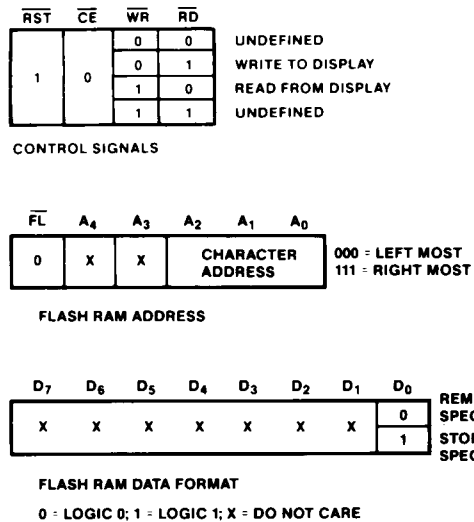 RST CE WR RD
0 0 UNDEFINED
0 1 WRITE TO DISPLAY
1 0
1 0 READ FROM DISPLAY
1 1 UNDEFINED
CONTROL SIGNALS
FL A4 A3 A2 A1 A0
0 X X CHARACTER ADDRESS
000 = LEFT MOST
111 = RIGHT MOST
FLASH RAM ADDRESS
D7 D6 D5 D4 D3 D2 D1 D0
X X X X X X X
0
REM
SPEC
1
STO
SPEC
FLASH RAM DATA FORMAT
0 = LOGIC 0; 1 = LOGIC 1; X = DO NOT CARE